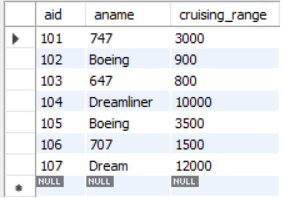 aid aname cruising_range
101 747 3000
102 Boeing 900
103 647 800
104 Dreamliner 10000
105 Boeing 3500
106 707 1500
107 Dream 12000
NULL NULL NULL